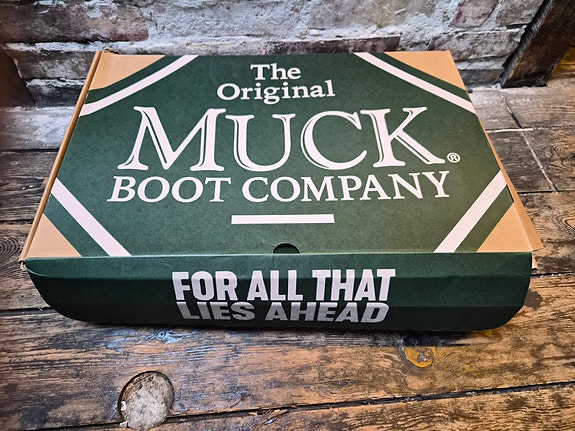 The
Original
MUCK®
BOOT COMPANY
FOR ALL THAT
LIES AHEAD